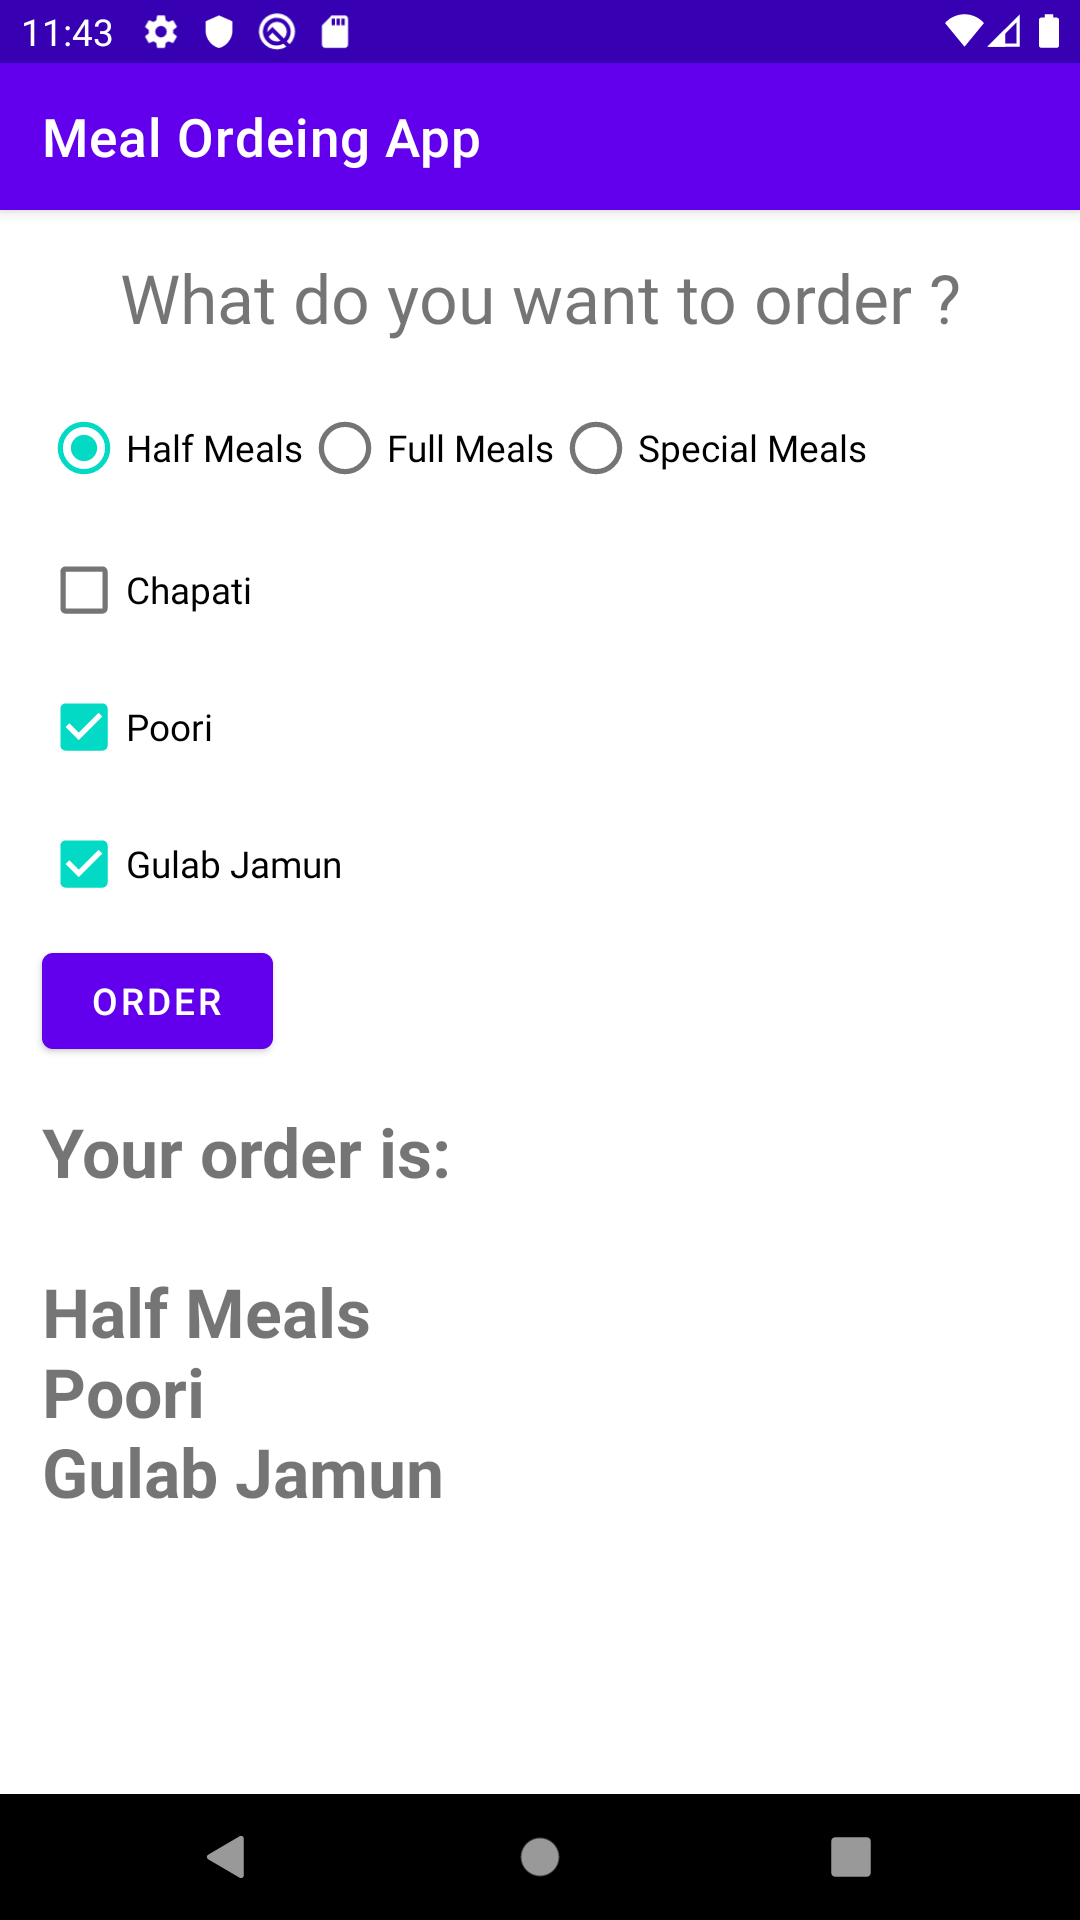 11:43
Meal Ordeing App
What do you want to order ?
Half Meals Full Meals Special Meals
Chapati
Poori
Gulab Jamun
ORDER
Your order is:
Half Meals
Poori
Gulab Jamun